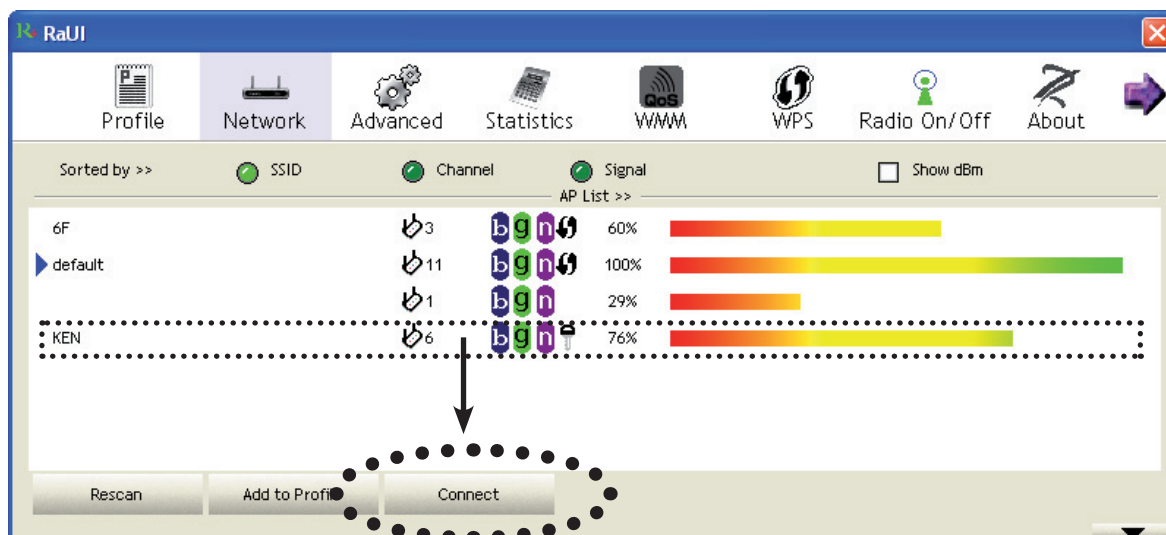 RaUI
Profile Network Advanced Statistics WMM WPS Radio On/Off About
QoS
Sorted by >> SSID Channel Signal Show dBm
AP List >>
6F 3 b g n 60%
default 11 b g n 100%
1 b g n 29%
KEN 6 b g n 76%
Rescan Add to Connect